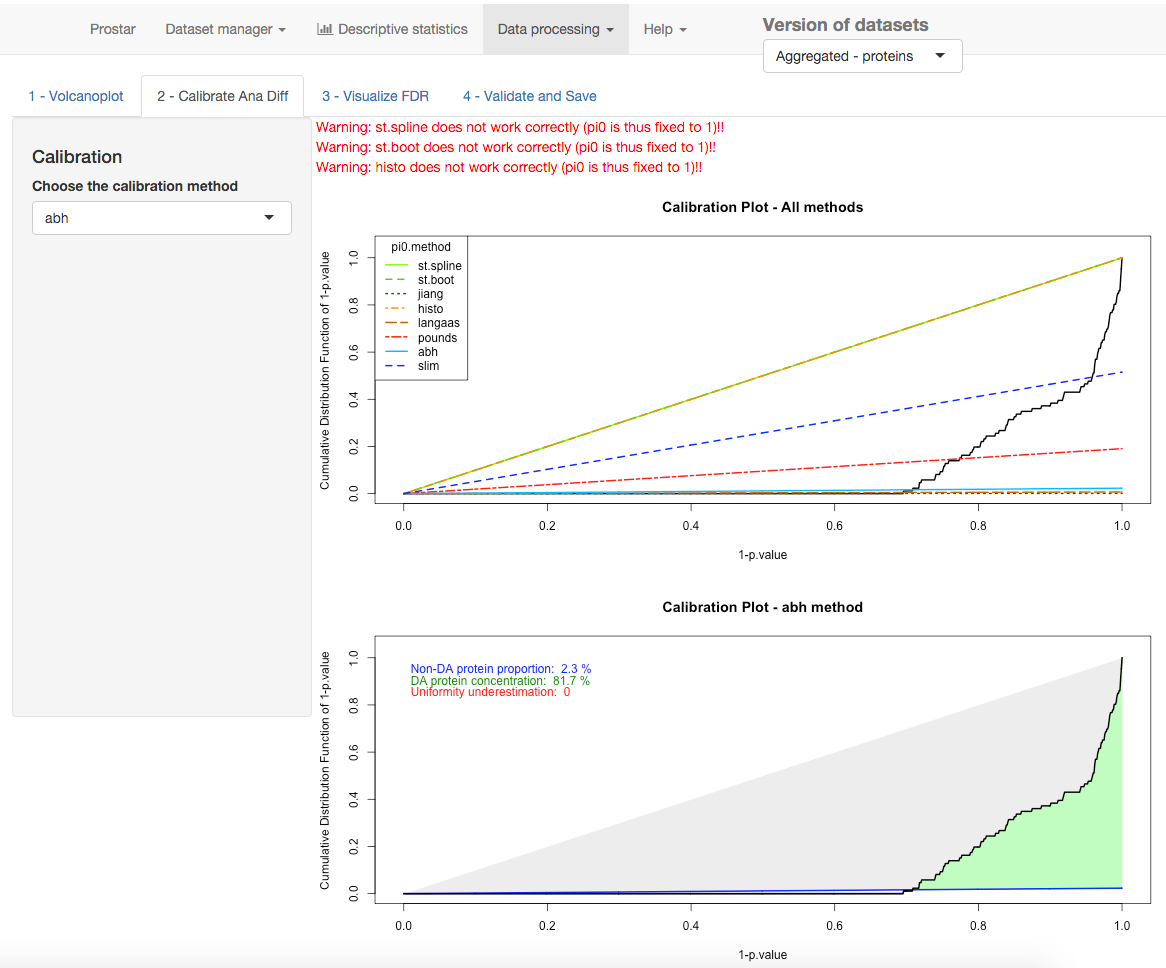 Prostar Dataset manager Descriptive statistics Data processing Help Version of datasets
Aggregated - proteins
1 - Volcanoplot 2 - Calibrate Ana Diff 3 - Visualize FDR 4 - Validate and Save
Calibration
Choose the calibration method
abh
Warning: st.spline does not work correctly (pi0 is thus fixed to 1)!!
Warning: st.boot does not work correctly (pi0 is thus fixed to 1)!!
Warning: histo does not work correctly (pi0 is thus fixed to 1)!!
Calibration Plot - All methods
Cumulative Distribution Function of 1-p.value
1.0
0.8
0.6
0.4
0.2
0.0
pi0.method
st.spline
st.boot
jiang
histo
langaas
pounds
abh
slim
0.0 0.2 0.4 0.6 0.8 1.0
1-p.value
Calibration Plot - abh method
Cumulative Distribution Function of 1-p.value
1.0
0.8
0.6
0.4
0.2
0.0
Non-DA protein proportion: 2.3 %
DA protein concentration: 81.7 %
Uniformity underestimation: 0
0.0 0.2 0.4 0.6 0.8 1.0
1-p.value